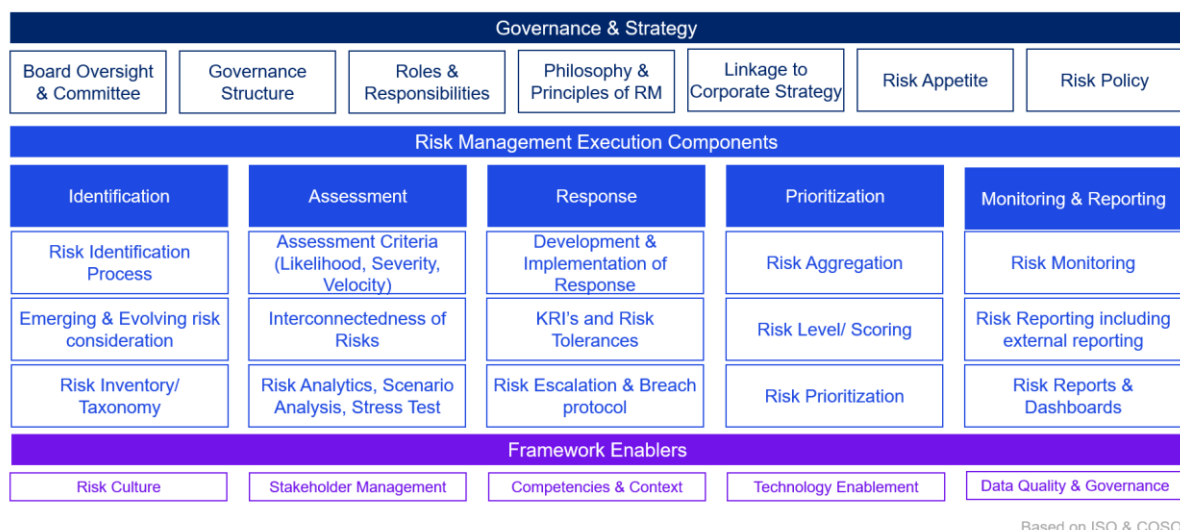 Governance & Strategy
Board Oversight
& Committee
Governance
Structure
Roles &
Responsibilities
Philosophy &
Principles of RM
Linkage to
Corporate Strategy
Risk Appetite
Risk Policy
Risk Management Execution Components
Identification
Assessment
Response
Prioritization
Monitoring & Reporting
Risk Identification
Process
Assessment Criteria
(Likelihood, Severity,
Velocity)
Development &
Implementation of
Response
Risk Aggregation
Risk Monitoring
Emerging & Evolving risk
consideration
Interconnectedness of
Risks
KRI's and Risk
Tolerances
Risk Level/ Scoring
Risk Reporting including
external reporting
Risk Inventory/
Taxonomy
Risk Analytics, Scenario
Analysis, Stress Test
Risk Escalation & Breach
protocol
Risk Prioritization
Risk Reports &
Dashboards
Framework Enablers
Risk Culture
Stakeholder Management
Competencies & Context
Technology Enablement
Data Quality & Governance
Based on ISO & COSO